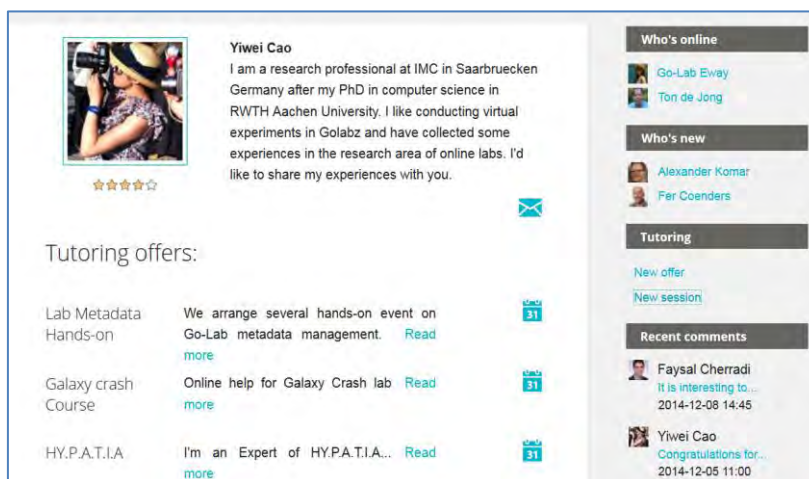 Yiwei Cao
I am a research professional at IMC in Saarbruecken
Germany after my PhD in computer science in
RWTH Aachen University. I like conducting virtual
experiments in Golabz and have collected some
experiences in the research area of online labs. I'd
like to share my experiences with you.
Tutoring offers:
Lab Metadata
Hands-on
We arrange several hands-on event on
Go-Lab metadata management. Read
more
31
Galaxy crash
Course
Online help for Galaxy Crash lab Read
more
31
HY.P.A.T.I.A
I'm an Expert of HY.P.A.T.I.A... Read
more
31
Who's online
Go-Lab Eway
Ton de Jong
Who's new
Alexander Komar
Fer Coenders
Tutoring
New offer
New session
Recent comments
Faysal Cherradi
It is interesting to...
2014-12-08 14:45
Yiwei Cao
Congratulations for..
2014-12-05 11:00